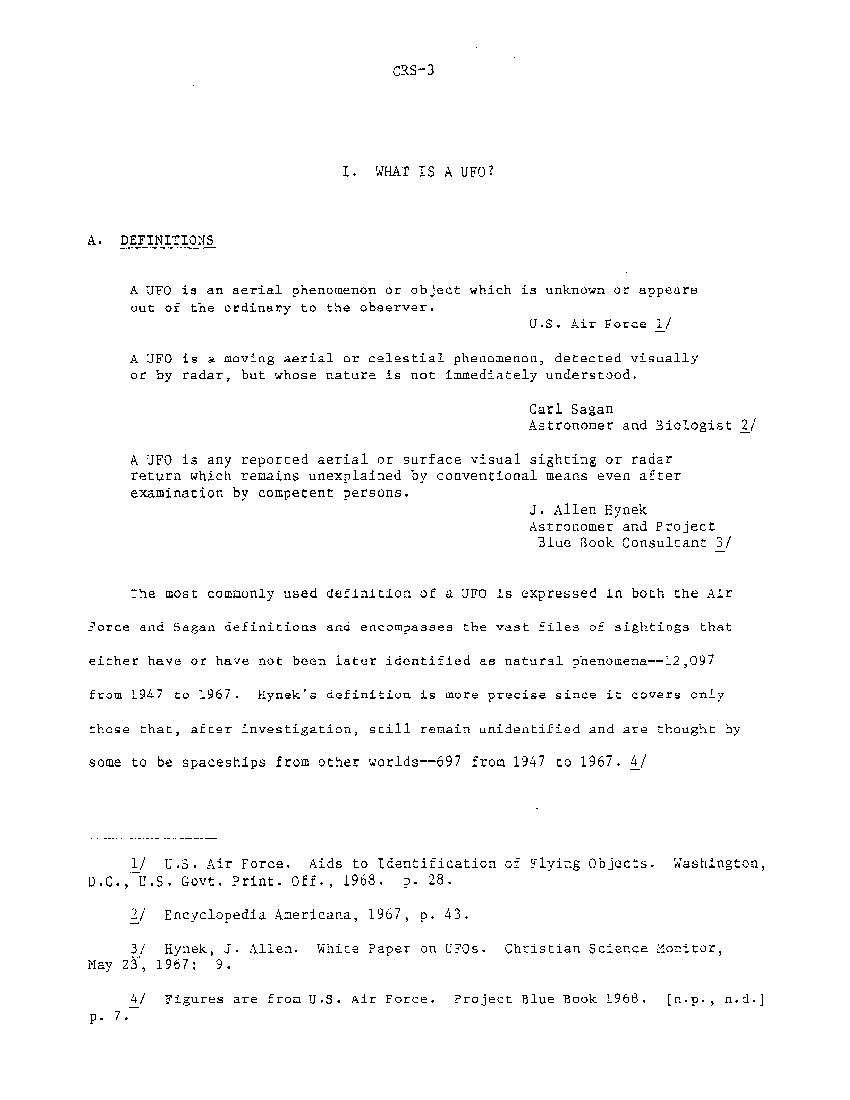 CRS-3
I. WHAT IS A UFO?
A. DEFINITIONS
A UFO is an aerial phenomenon or object which is unknown or appears
out of the ordinary to the observer.
U.S. Air Force 1/
A UFO is a moving aerial or celestial phenomenon, detected visually
or by radar, but whose nature is not immediately understood.
Carl Sagan
Astronomer and Biologist 2/
A UFO is any reported aerial or surface visual sighting or radar
return which remains unexplained by conventional means even after
examination by competent persons.
J. Allen Hynek
Astronomer and Project
Blue Book Consultant 3/
The most commonly used definition of a UFO is expressed in both the Air
Force and Sagan definitions and encompasses the vast files of sightings that
either have or have not been later identified as natural phenomena--12,097
from 1947 to 1967. Hynek's definition is more precise since it covers only
those that, after investigation, still remain unidentified and are thought by
some to be spaceships from other worlds--697 from 1947 to 1967. 4/
1/ U.S. Air Force. Aids to Identification of Flying Objects. Washington,
D.C., U.S. Govt. Print. Off., 1968. p. 28.
2/ Encyclopedia Americana, 1967, p. 43.
3/ Hynek, J. Allen. White Paper on UFOs. Christian Science Monitor,
May 23, 1967: 9.
4/ Figures are from U.S. Air Force. Project Blue Book 1968. [n.p., n.d.]
p. 7.